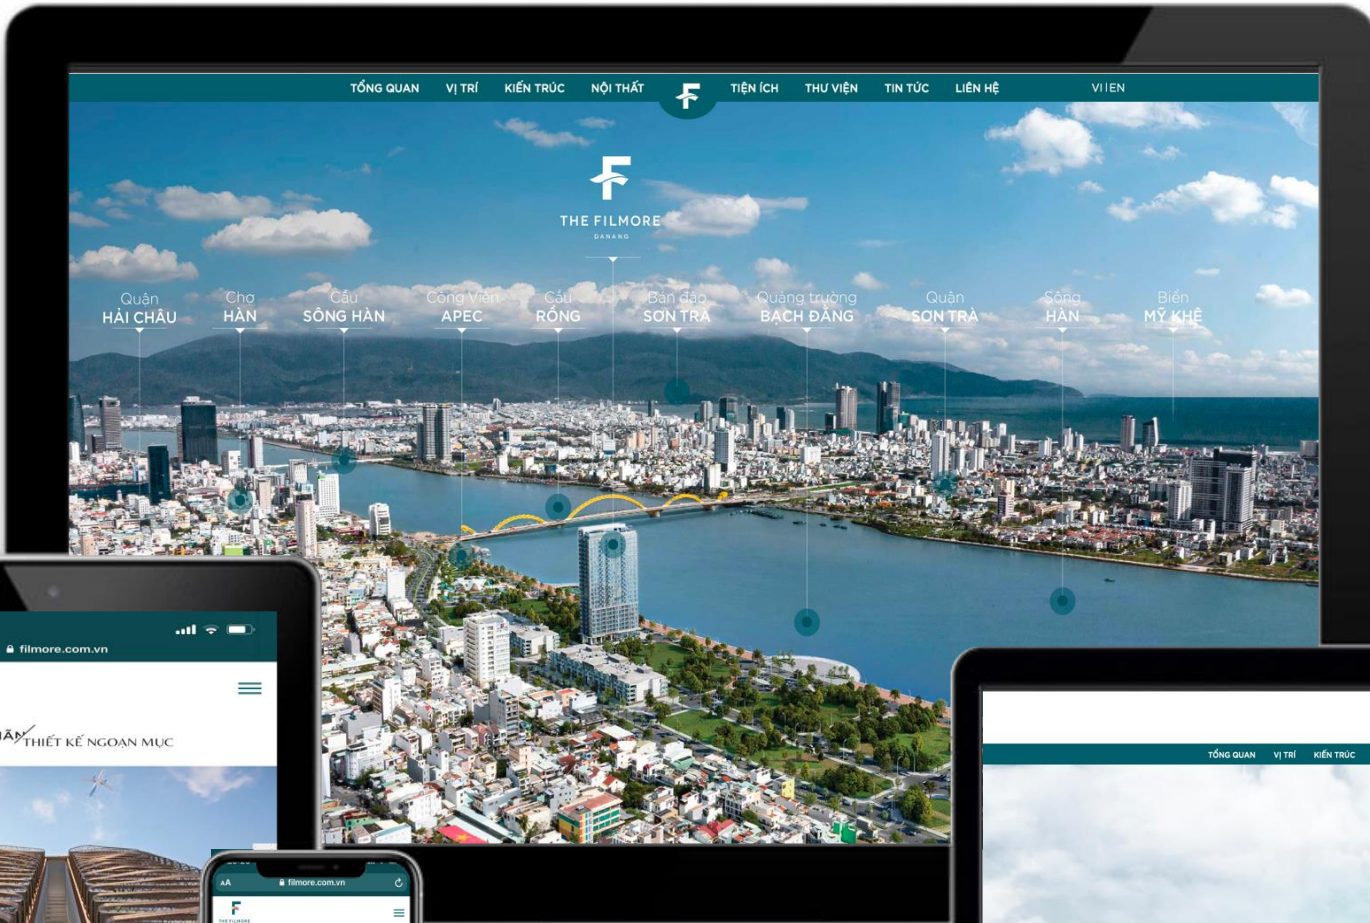 TỔNG QUAN VỊ TRÍ KIẾN TRÚC NỘI THẤT F TIỆN ÍCH THƯ VIỆN TIN TỨC LIÊN HỆ VI|EN
F
THE FILMORE
DANANG
Quận
HẢI CHÂU
Chợ
HÀN
Cầu
SÔNG HÀN
Công Viên
APEC
Cầu
RỒNG
Bán đảo
SƠN TRÀ
Quảng trường
BẠCH ĐẰNG
Quận
SƠN TRÀ
Sông
HÀN
Biển
MỸ KHÊ
filmore.com.vn
THIẾT KẾ NGOẠN MỤC
AA filmore.com.vn
F
THE FILMORE
TỔNG QUAN VỊ TRÍ KIẾN TRÚC